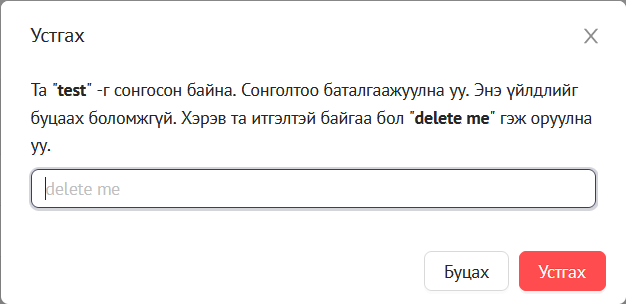 Устгах
Та "test" -г сонгосон байна. Сонголтоо баталгаажуулна уу. Энэ үйлдлийг
буцаах боломжгүй. Хэрэв та итгэлтэй байгаа бол "delete me" гэж оруулна
уу.
delete me
Буцах Устгах